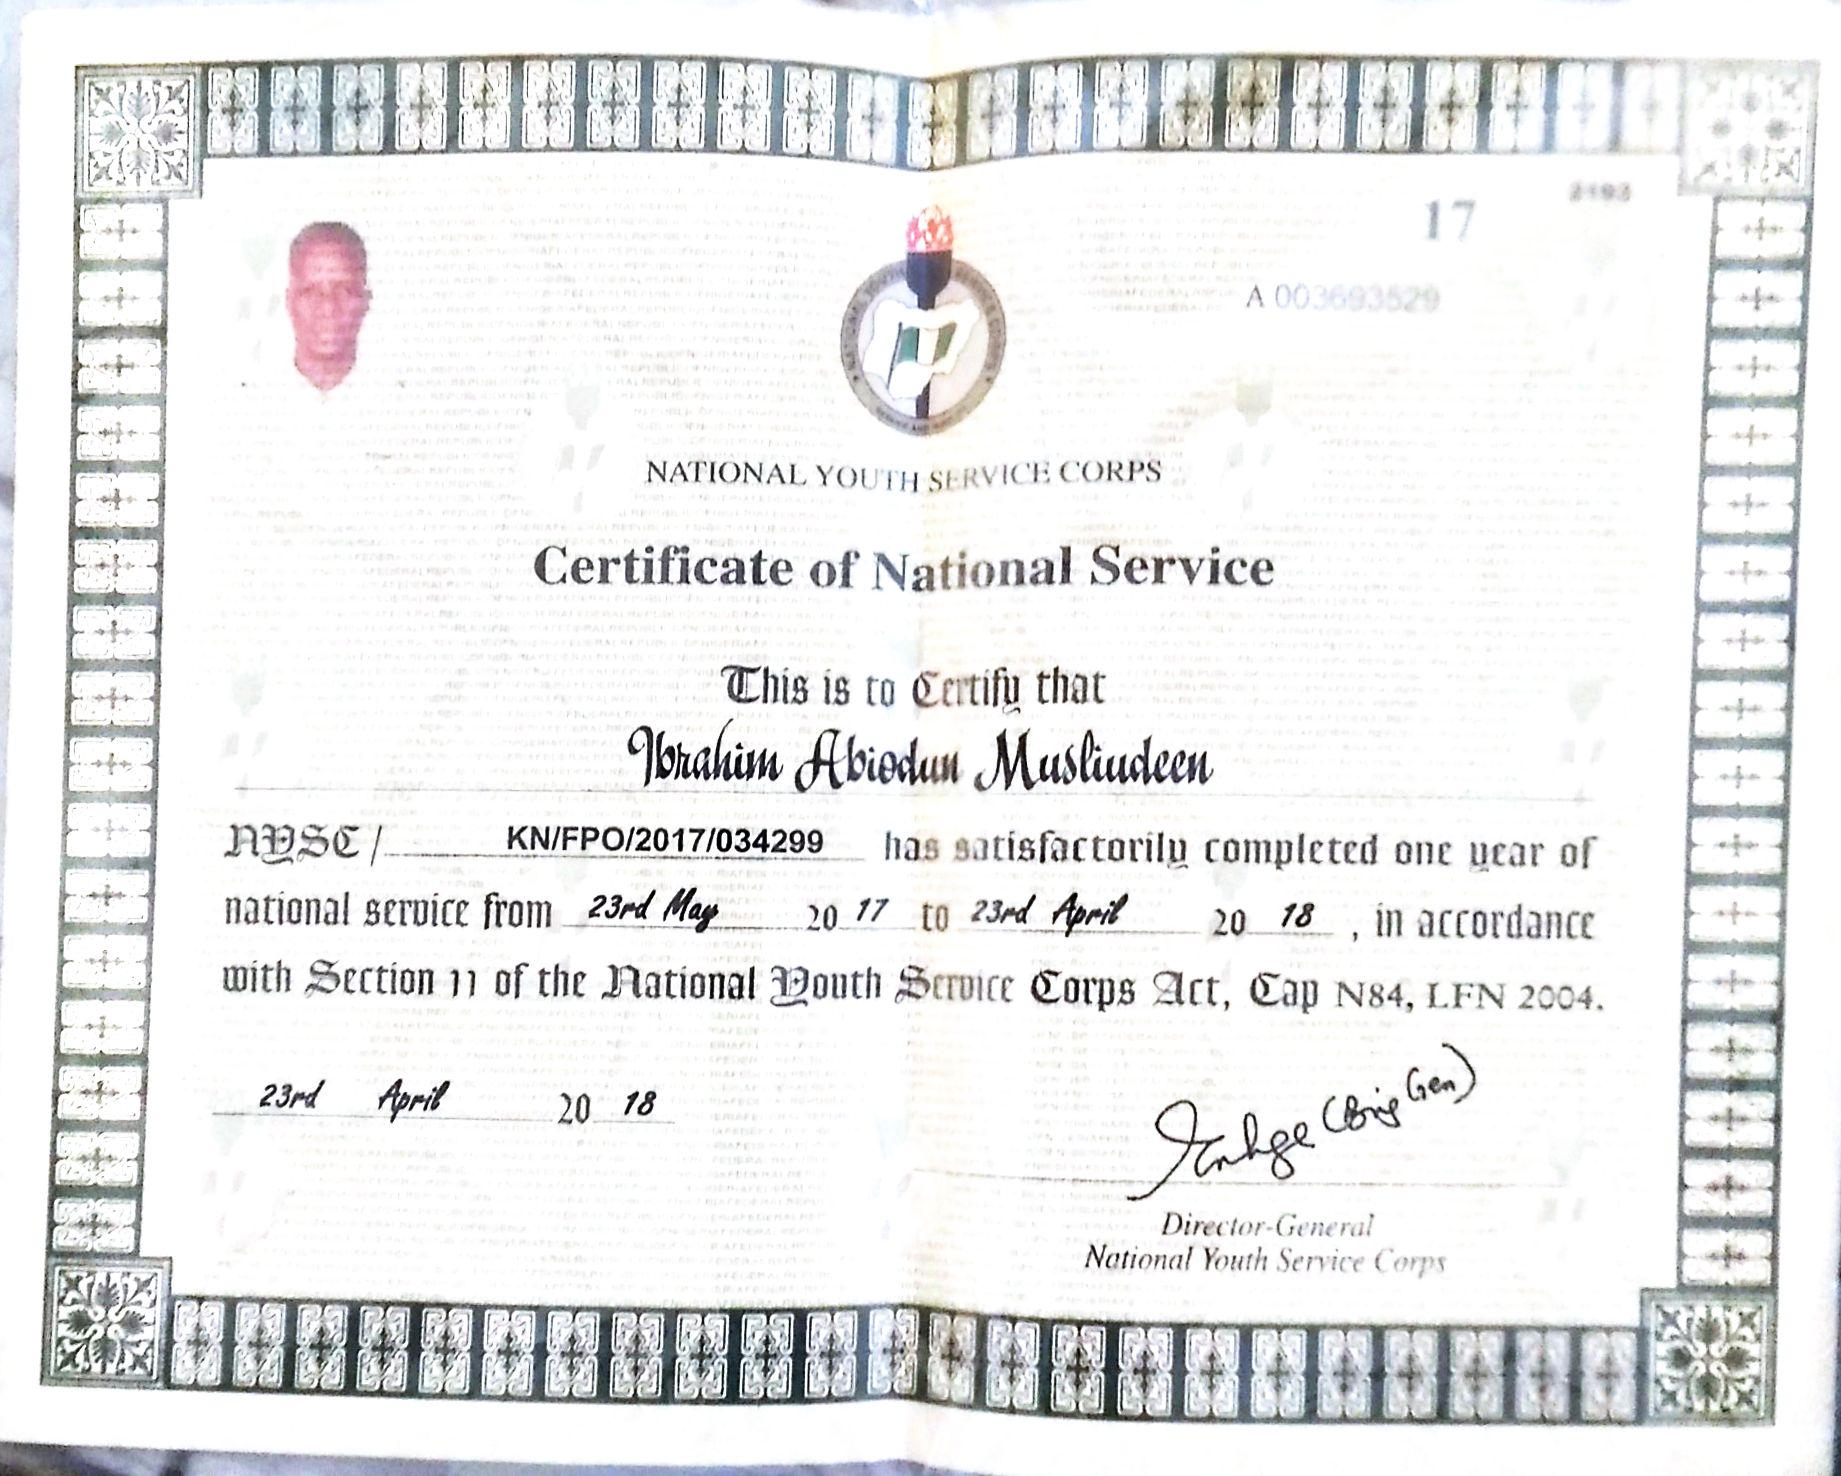 17
A 003693529
NATIONAL YOUTH SERVICE CORPS
Certificate of National Service
This is to Certify that
Ibrahim Abiodun Musliudeen
NYSC/ KN/FPO/2017/034299 has satisfactorily completed one year of
national service from 23rd May 2017 to 23rd April 2018, in accordance
with Section 11 of the National Youth Service Corps Act, Cap N84, LFN 2004.
23rd April 2018
(Brig Gen)
Director-General
National Youth Service Corps